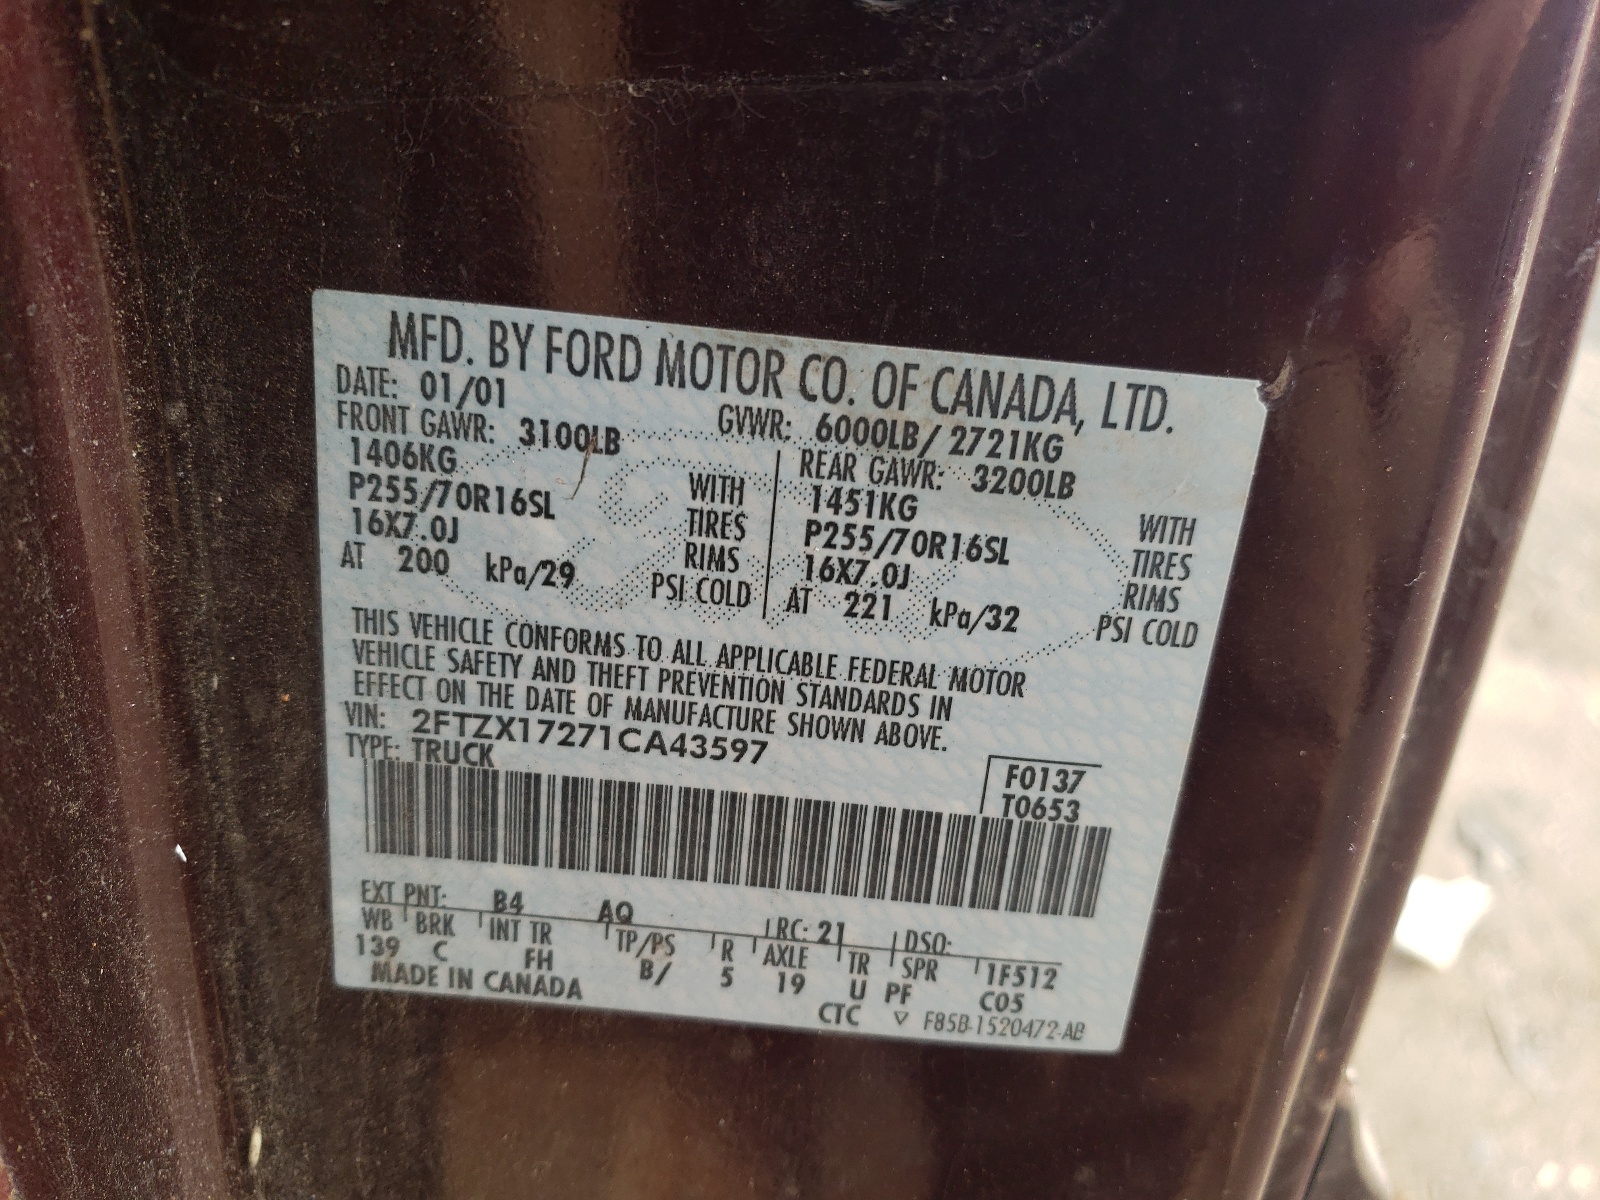 MFD. BY FORD MOTOR CO. OF CANADA, LTD.
DATE: 01/01 GVWR: 6000LB/ 2721KG
FRONT GAWR: 3100LB REAR GAWR: 3200LB
1406KG WITH 1451KG WITH
P255/70R16SL TIRES P255/70R16SL TIRES
16X7.0J RIMS 16X7.0J RIMS
AT 200 kPa/29 PSI COLD AT 221 kPa/32 PSI COLD
THIS VEHICLE CONFORMS TO ALL APPLICABLE FEDERAL MOTOR
VEHICLE SAFETY AND THEFT PREVENTION STANDARDS IN
EFFECT ON THE DATE OF MANUFACTURE SHOWN ABOVE.
VIN: 2FTZX17271CA43597
TYPE: TRUCK
F0137
T0653
EXT PNT: B4 AQ RC: 21 DSO:
WB BRK INT TR TP/PS R AXLE TR SPR 1F512
139 C FH B/ 5 19 U PF C05
MADE IN CANADA CTC ▽ F85B-1520472-AB